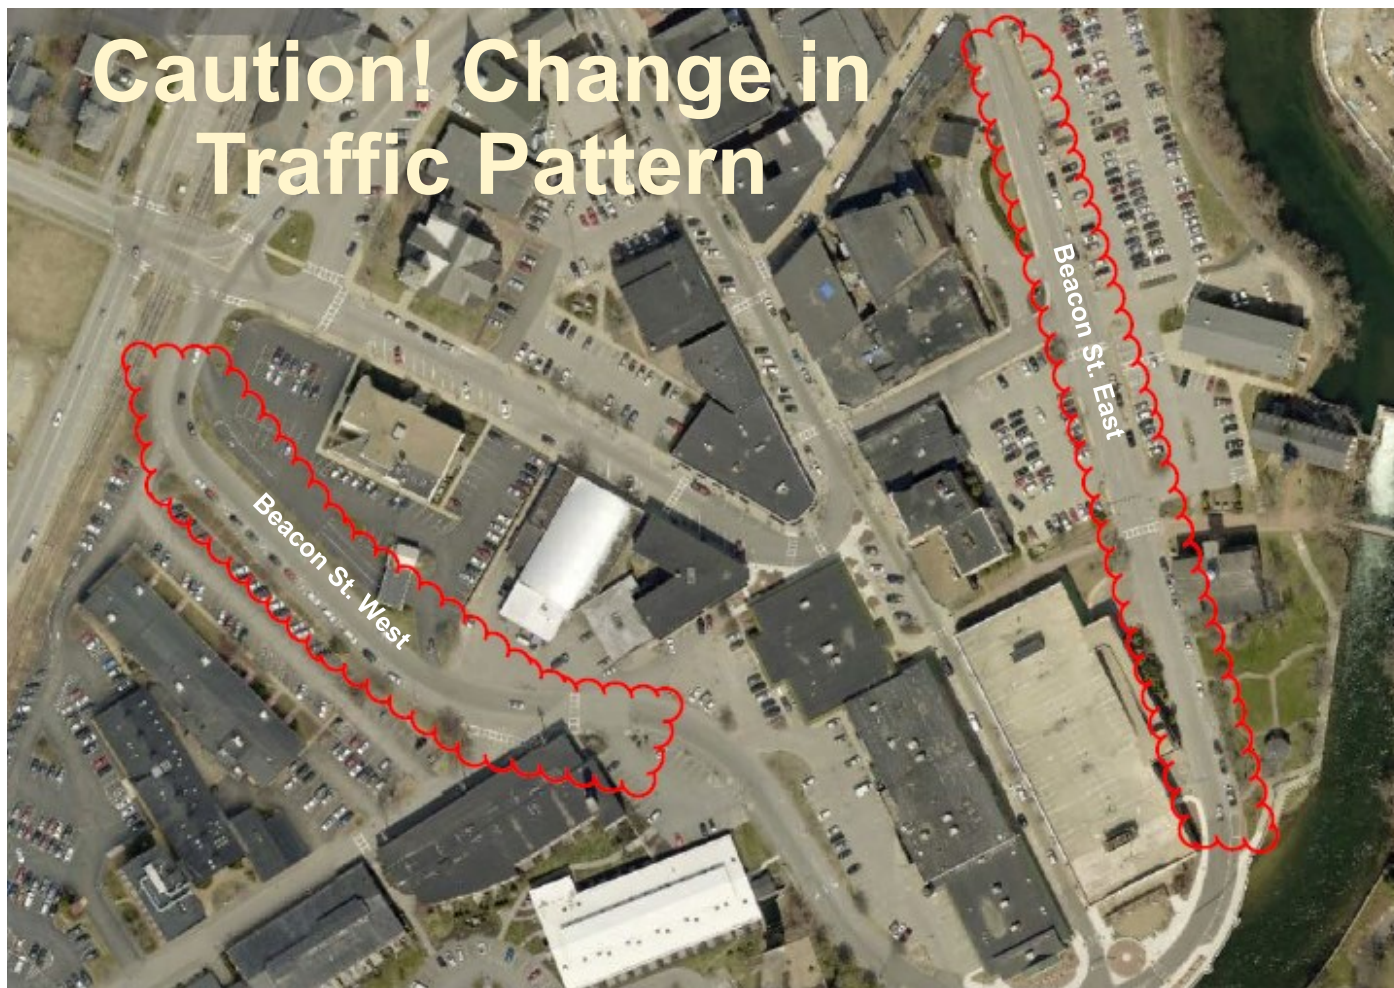 Caution! Change in
Traffic Pattern
Beacon St. East
Beacon St. West